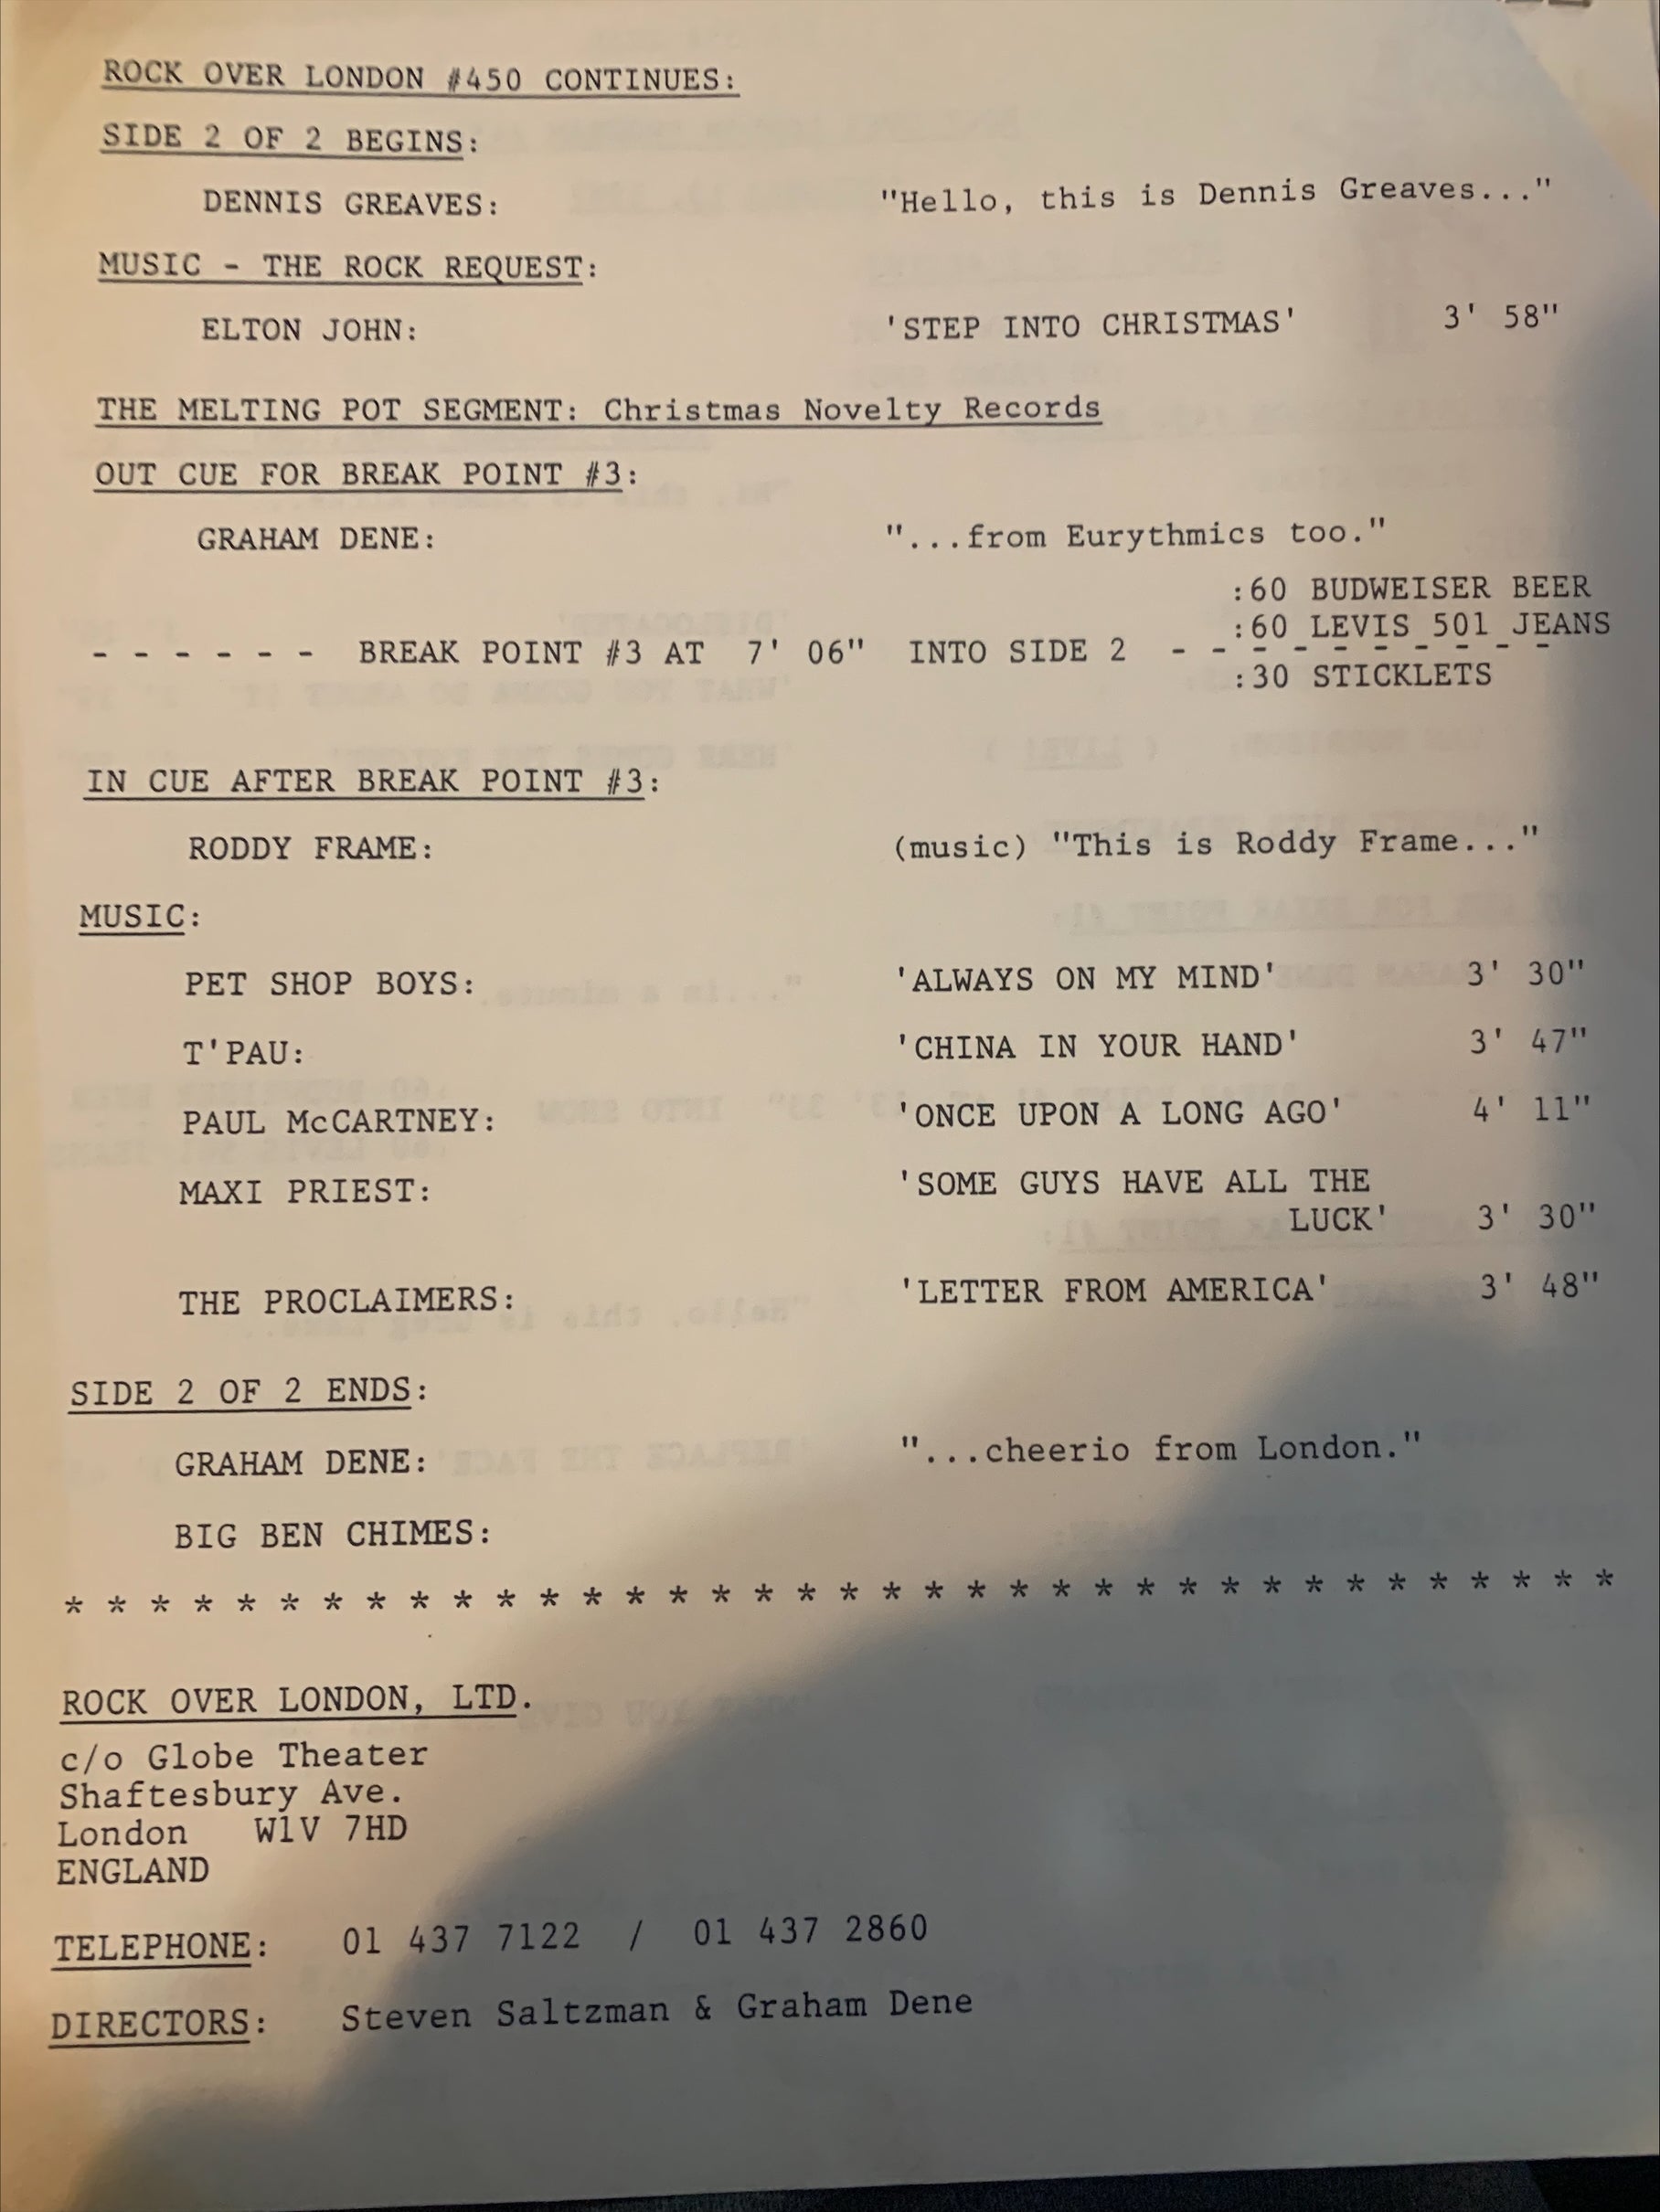 ROCK OVER LONDON #450 CONTINUES:
SIDE 2 OF 2 BEGINS:
DENNIS GREAVES: "Hello, this is Dennis Greaves..."
MUSIC - THE ROCK REQUEST:
ELTON JOHN: 'STEP INTO CHRISTMAS' 3' 58"
THE MELTING POT SEGMENT: Christmas Novelty Records
OUT CUE FOR BREAK POINT #3:
GRAHAM DENE: "...from Eurythmics too."
:60 BUDWEISER BEER
:60 LEVIS 501 JEANS
- - - - - - BREAK POINT #3 AT 7' 06" INTO SIDE 2 - - - - - - - - - -
:30 STICKLETS
IN CUE AFTER BREAK POINT #3:
RODDY FRAME: (music) "This is Roddy Frame..."
MUSIC:
PET SHOP BOYS: 'ALWAYS ON MY MIND' 3' 30"
T'PAU: 'CHINA IN YOUR HAND' 3' 47"
PAUL McCARTNEY: 'ONCE UPON A LONG AGO' 4' 11"
MAXI PRIEST: 'SOME GUYS HAVE ALL THE
LUCK' 3' 30"
THE PROCLAIMERS: 'LETTER FROM AMERICA' 3' 48"
SIDE 2 OF 2 ENDS:
GRAHAM DENE: "...cheerio from London."
BIG BEN CHIMES:
* * * * * * * * * * * * * * * * * * * * * * * * * * * * * * * * * * * * *
ROCK OVER LONDON, LTD.
c/o Globe Theater
Shaftesbury Ave.
London W1V 7HD
ENGLAND
TELEPHONE: 01 437 7122 / 01 437 2860
DIRECTORS: Steven Saltzman & Graham Dene